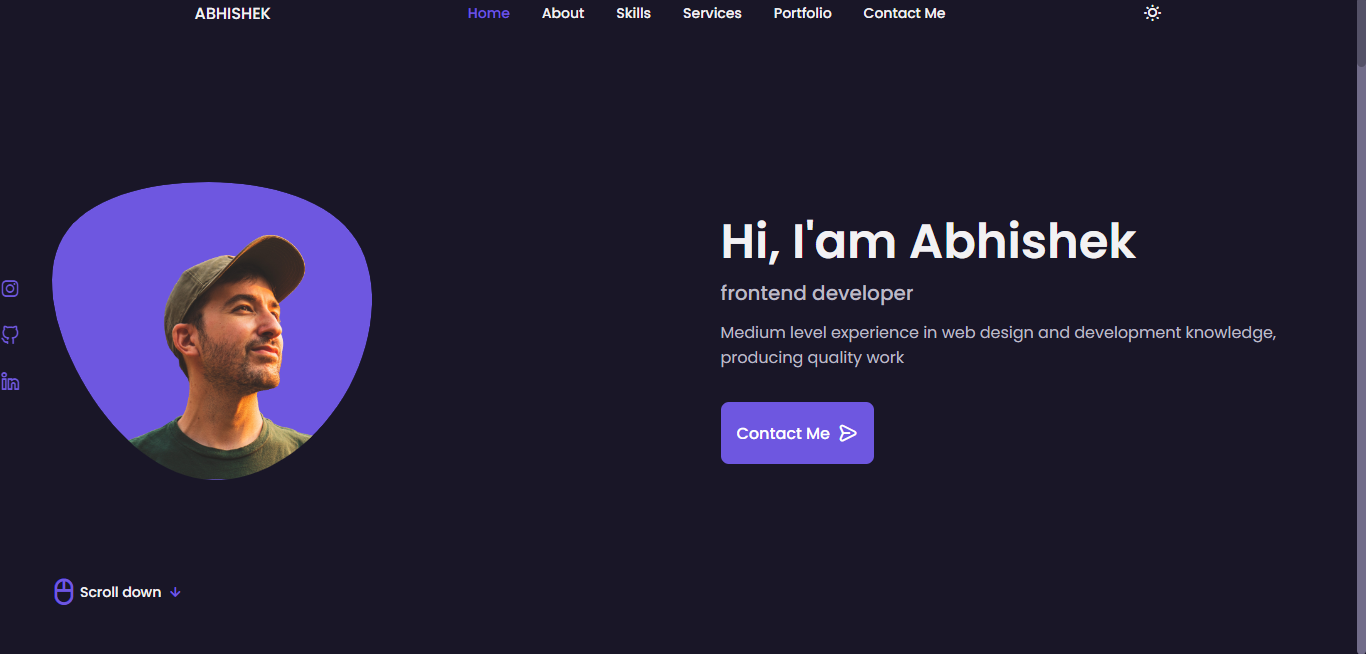 ABHISHEK
Home About Skills Services Portfolio Contact Me
Hi, I'am Abhishek
frontend developer
Medium level experience in web design and development knowledge,
producing quality work
Contact Me
Scroll down